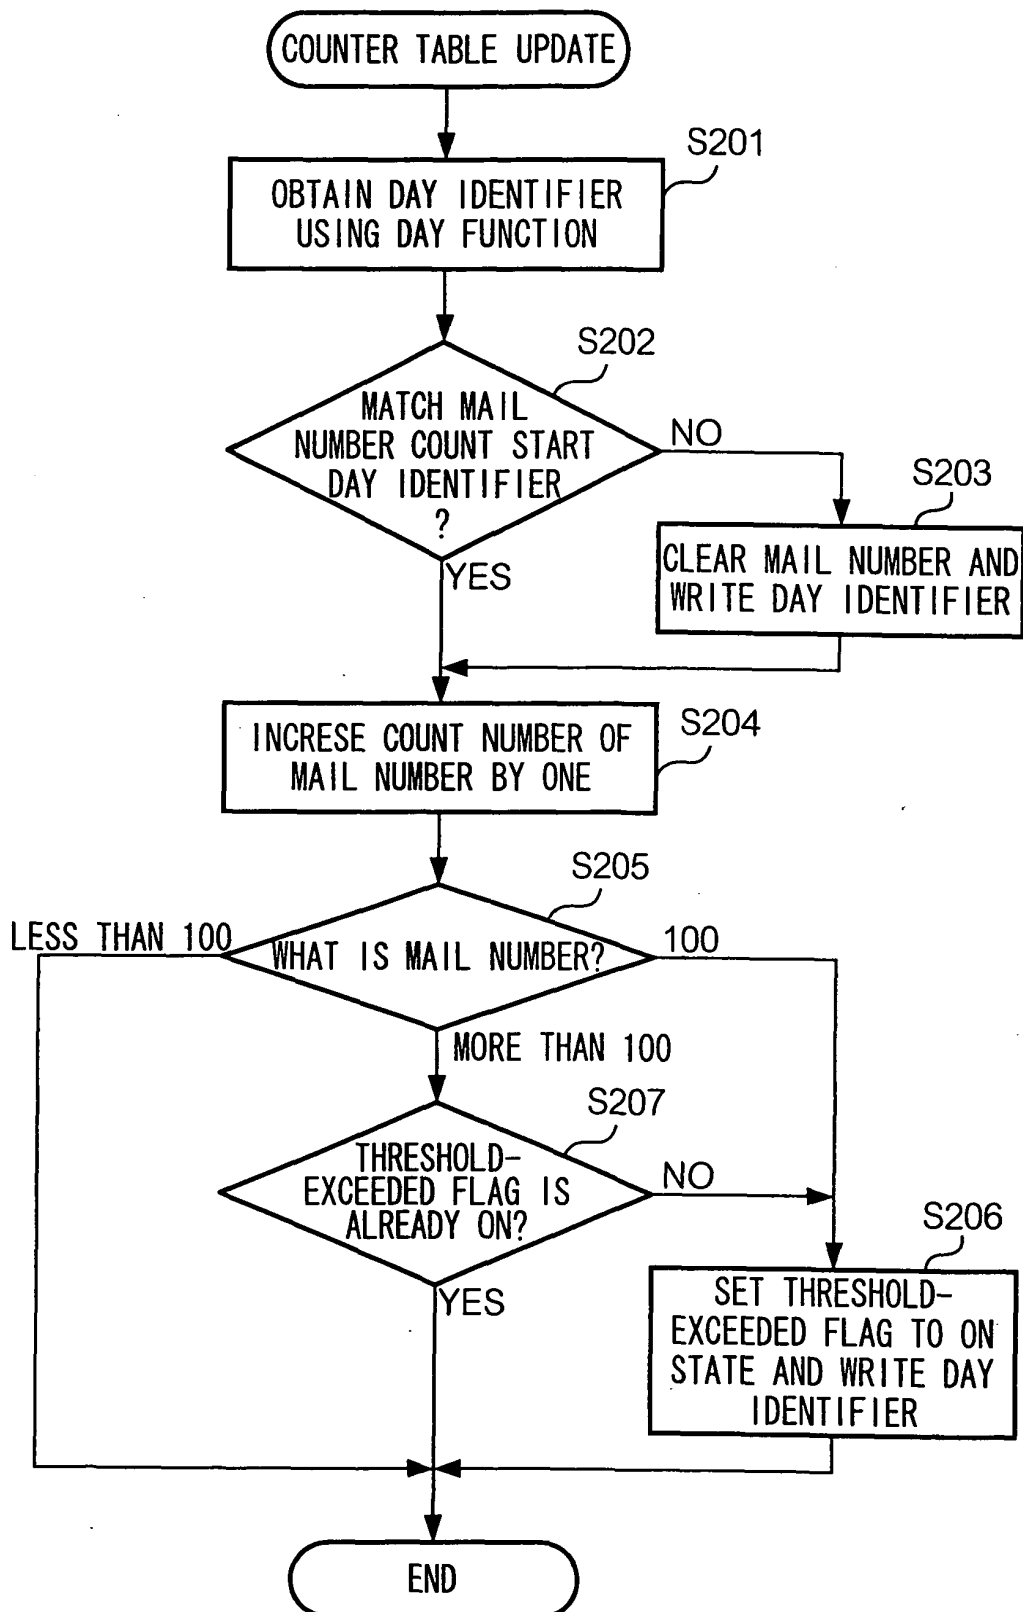 COUNTER TABLE UPDATE
S201
OBTAIN DAY IDENTIFIER
USING DAY FUNCTION
S202
MATCH MAIL
NUMBER COUNT START
DAY IDENTIFIER
?
NO
YES
S203
CLEAR MAIL NUMBER AND
WRITE DAY IDENTIFIER
S204
INCRESE COUNT NUMBER OF
MAIL NUMBER BY ONE
S205
LESS THAN 100
WHAT IS MAIL NUMBER?
100
MORE THAN 100
S207
THRESHOLD-
EXCEEDED FLAG IS
ALREADY ON?
NO
YES
S206
SET THRESHOLD-
EXCEEDED FLAG TO ON
STATE AND WRITE DAY
IDENTIFIER
END